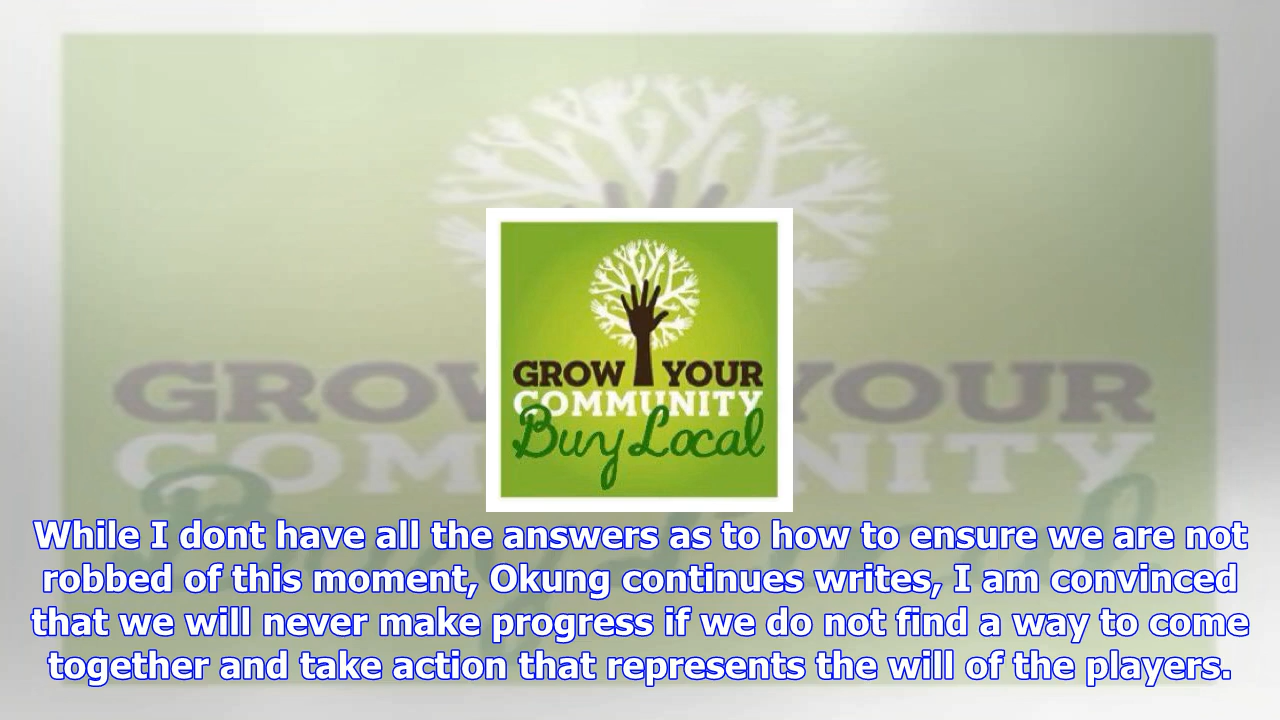 GROW YOUR
COMMUNITY
Buy Local
While I dont have all the answers as to how to ensure we are not
robbed of this moment, Okung continues writes, I am convinced
that we will never make progress if we do not find a way to come
together and take action that represents the will of the players.